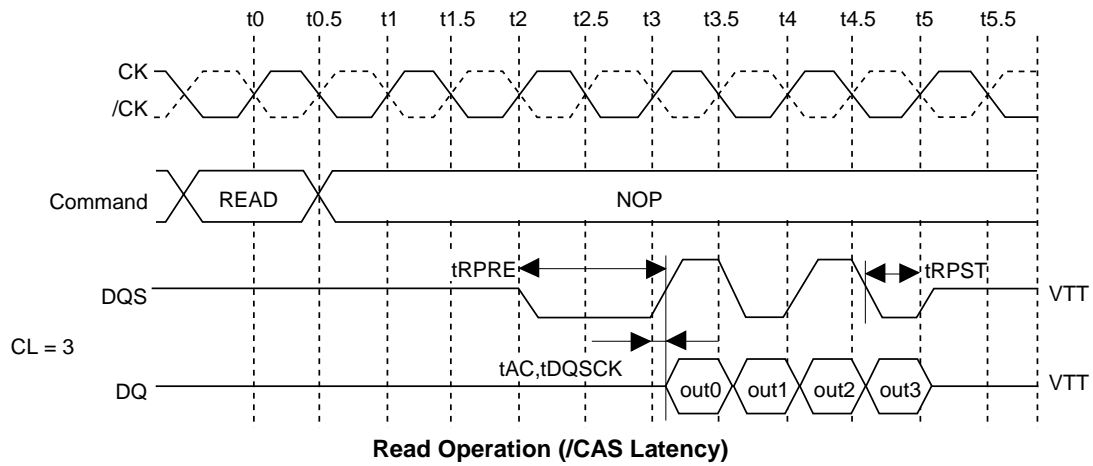 t0 t0.5 t1 t1.5 t2 t2.5 t3 t3.5 t4 t4.5 t5 t5.5
CK
/CK
Command READ NOP
tRPRE tRPST
DQS VTT
CL = 3
tAC,tDQSCK
DQ out0 out1 out2 out3 VTT
Read Operation (/CAS Latency)